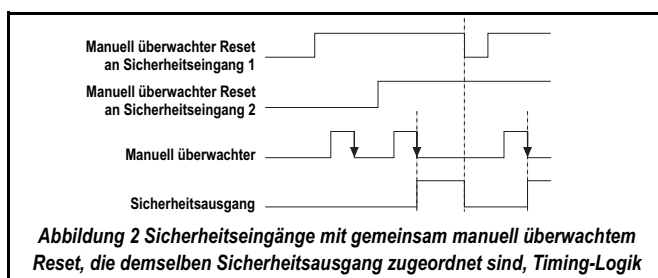 Manuell überwachter Reset
an Sicherheitseingang 1
Manuell überwachter Reset
an Sicherheitseingang 2
Manuell überwachter
Sicherheitsausgang
Abbildung 2 Sicherheitseingänge mit gemeinsam manuell überwachtem
Reset, die demselben Sicherheitsausgang zugeordnet sind, Timing-Logik